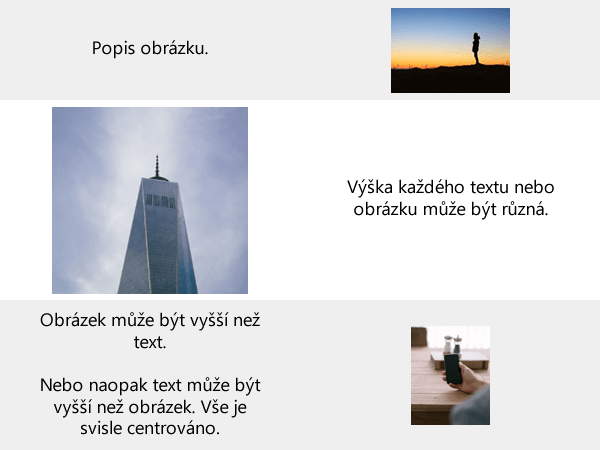 Popis obrázku.
Výška každého textu nebo
obrázku může být různá.
Obrázek může být vyšší než
text.
Nebo naopak text může být
vyšší než obrázek. Vše je
svisle centrováno.